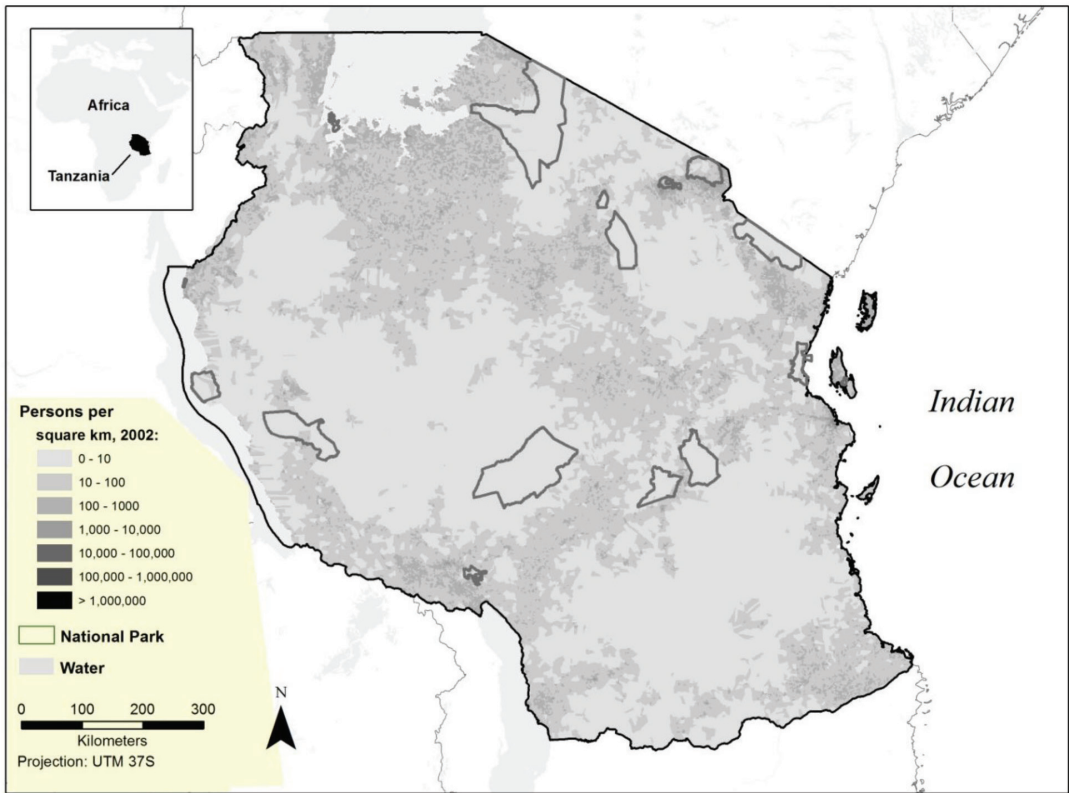 Africa
Tanzania
Indian
Ocean
Persons per
square km, 2002:
0 - 10
10 - 100
100 - 1000
1,000 - 10,000
10,000 - 100,000
100,000 - 1,000,000
> 1,000,000
National Park
Water
0 100 200 300
Kilometers
Projection: UTM 37S
N